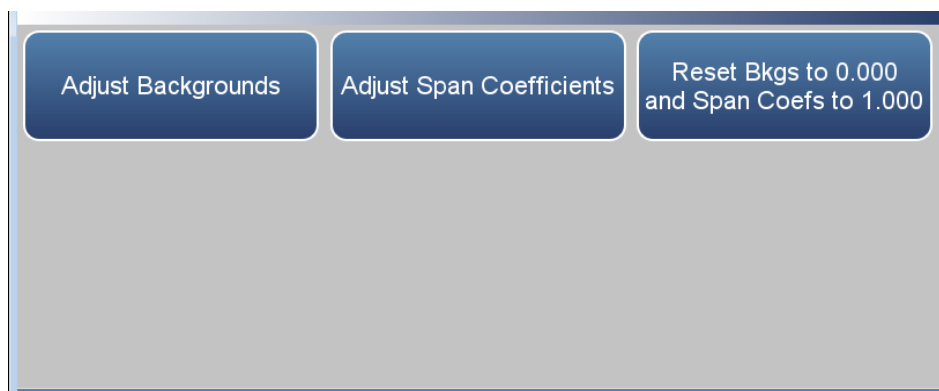 Adjust Backgrounds
Adjust Span Coefficients
Reset Bkgs to 0.000
and Span Coefs to 1.000